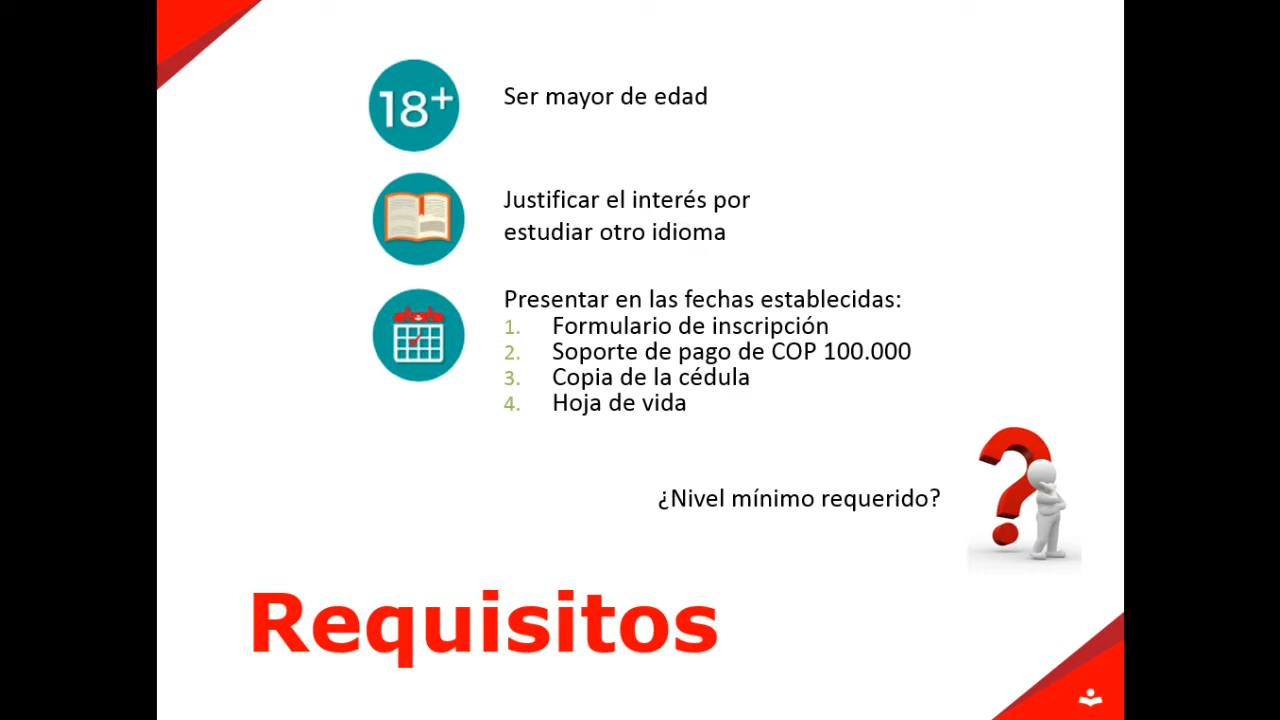 18+
Ser mayor de edad
Justificar el interés por
estudiar otro idioma
Presentar en las fechas establecidas:
1. Formulario de inscripción
2. Soporte de pago de COP 100.000
3. Copia de la cédula
4. Hoja de vida
¿Nivel mínimo requerido?
Requisitos